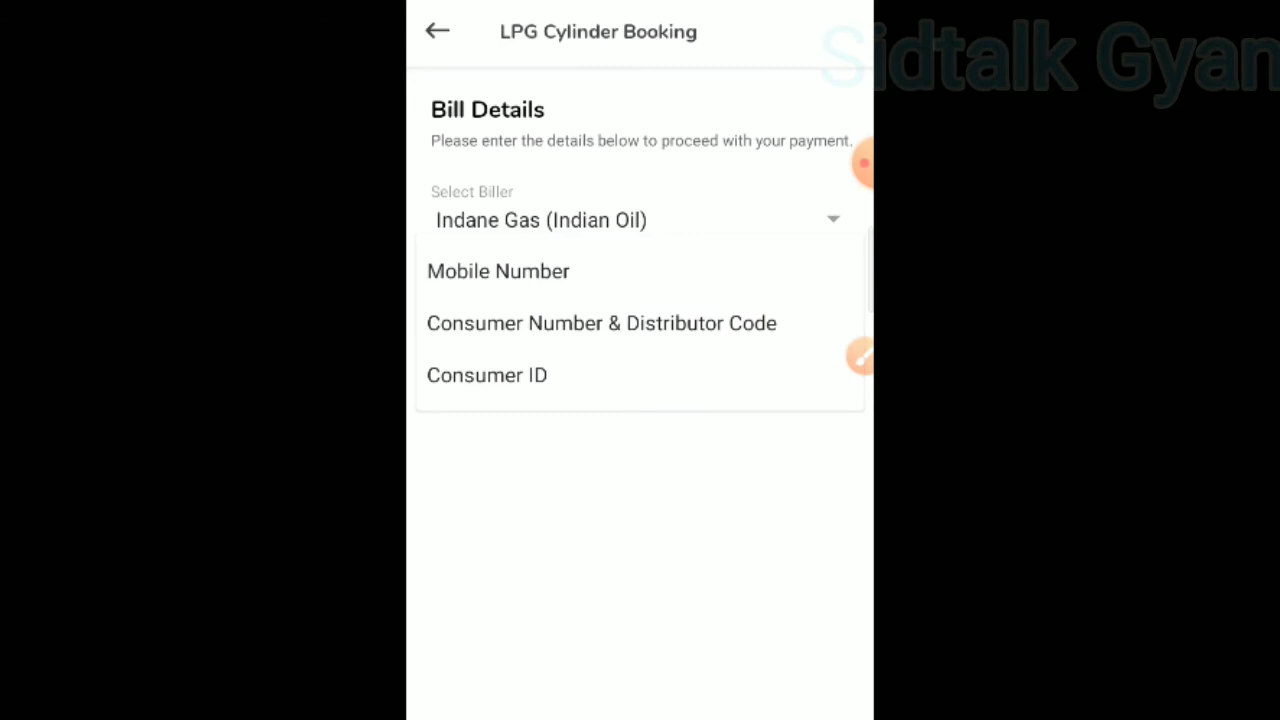 LPG Cylinder Booking
Sidtalk Gyan
Bill Details
Please enter the details below to proceed with your payment.
Select Biller
Indane Gas (Indian Oil)
Mobile Number
Consumer Number & Distributor Code
Consumer ID